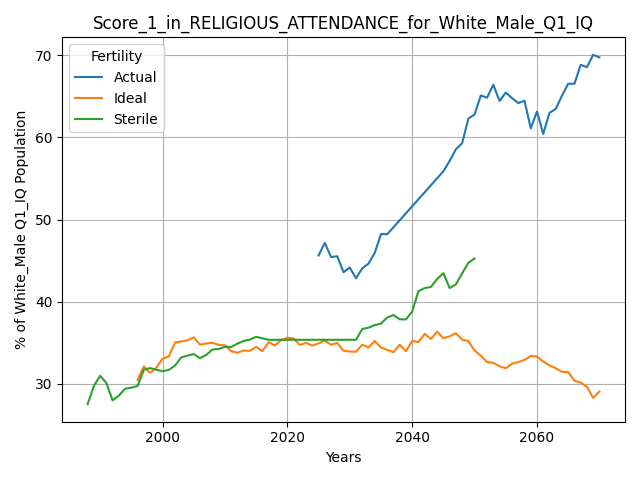 Score_1_in_RELIGIOUS_ATTENDANCE_for_White_Male_Q1_IQ
Fertility
Actual
Ideal
Sterile
% of White_Male Q1_IQ Population
70
60
50
40
30
2000
2020
2040
2060
Years